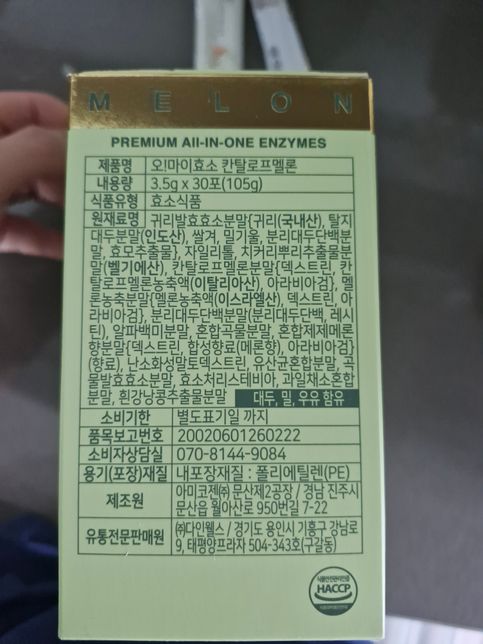 MELON
PREMIUM All-IN-ONE ENZYMES
제품명 오!마이효소 칸탈로프멜론
내용량 3.5g x 30포(105g)
식품유형 효소식품
원재료명 귀리발효효소분말{귀리(국내산), 탈지
대두분말(인도산), 쌀겨, 밀기울, 분리대두단백분
말, 효모추출물}, 자일리톨, 치커리뿌리추출물분
말(벨기에산), 칸탈로프멜론분말{덱스트린, 칸
탈로프멜론농축액(이탈리아산), 아라비아검}, 멜
론농축분말{멜론농축액(이스라엘산), 덱스트린, 아
라비아검}, 분리대두단백분말(분리대두단백, 레시
틴), 알파백미분말, 혼합곡물분말, 혼합제제메론
향분말{덱스트린, 합성향료(메론향), 아라비아검}
(향료), 난소화성말토덱스트린, 유산균혼합분말, 곡
물발효효소분말, 효소처리스테비아, 과일채소혼합
분말, 흰강낭콩추출물분말 대두, 밀, 우유 함유
소비기한 별도표기일 까지
품목보고번호 20020601260222
소비자상담실 070-8144-9084
용기(포장)재질 내포장재질 : 폴리에틸렌(PE)
제조원 아미코젠㈜ 문산제2공장 / 경남 진주시
문산읍 월아산로 950번길 7-22
유통전문판매원 ㈜다인웰스 / 경기도 용인시 기흥구 강남로
9, 태평양프라자 504-343호(구갈동)
HACCP